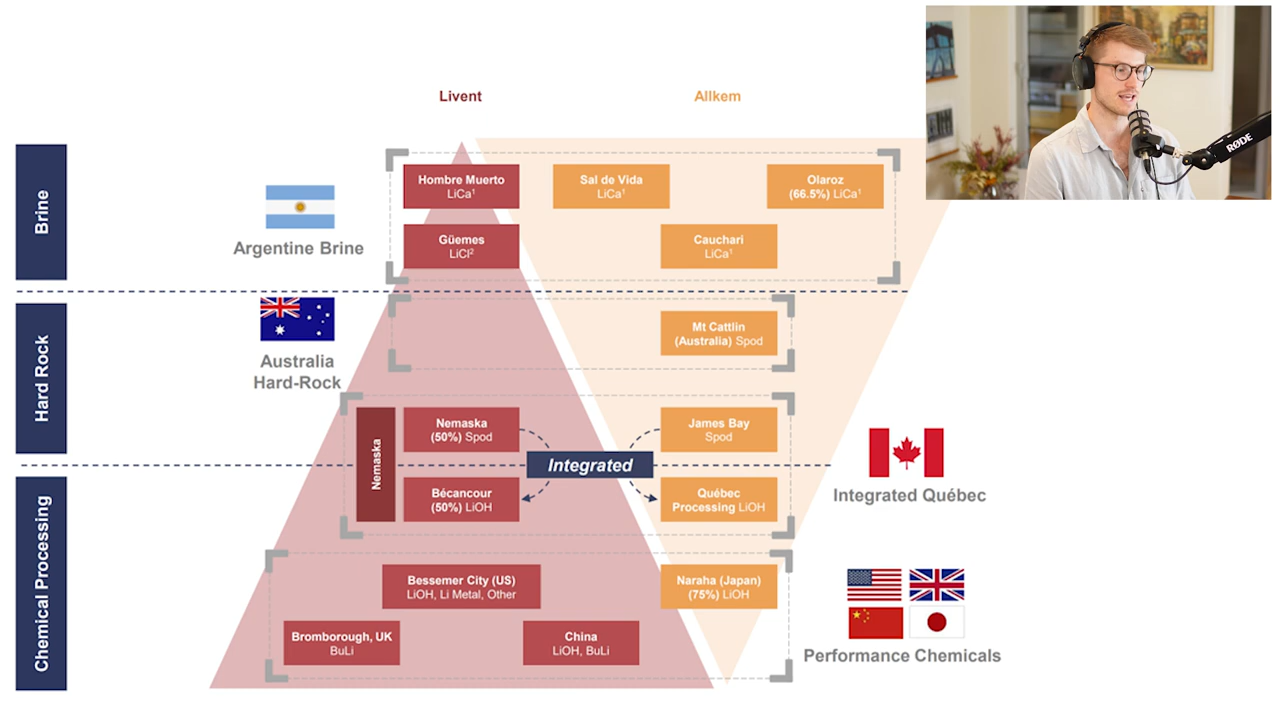 Livent
Allkem
Brine
Hombre Muerto
LiCa¹
Sal de Vida
LiCa¹
Olaroz
(66.5%) LiCa¹
Argentine Brine
Güemes
LiCl²
Cauchari
LiCa¹
Hard Rock
Australia
Hard-Rock
Mt Cattlin
(Australia) Spod
Nemaska
Nemaska
(50%) Spod
James Bay
Spod
Integrated
Integrated Québec
Chemical Processing
Bécancour
(50%) LiOH
Québec
Processing LiOH
Bessemer City (US)
LiOH, Li Metal, Other
Naraha (Japan)
(75%) LiOH
Bromborough, UK
BuLi
China
LiOH, BuLi
Performance Chemicals
RØDE